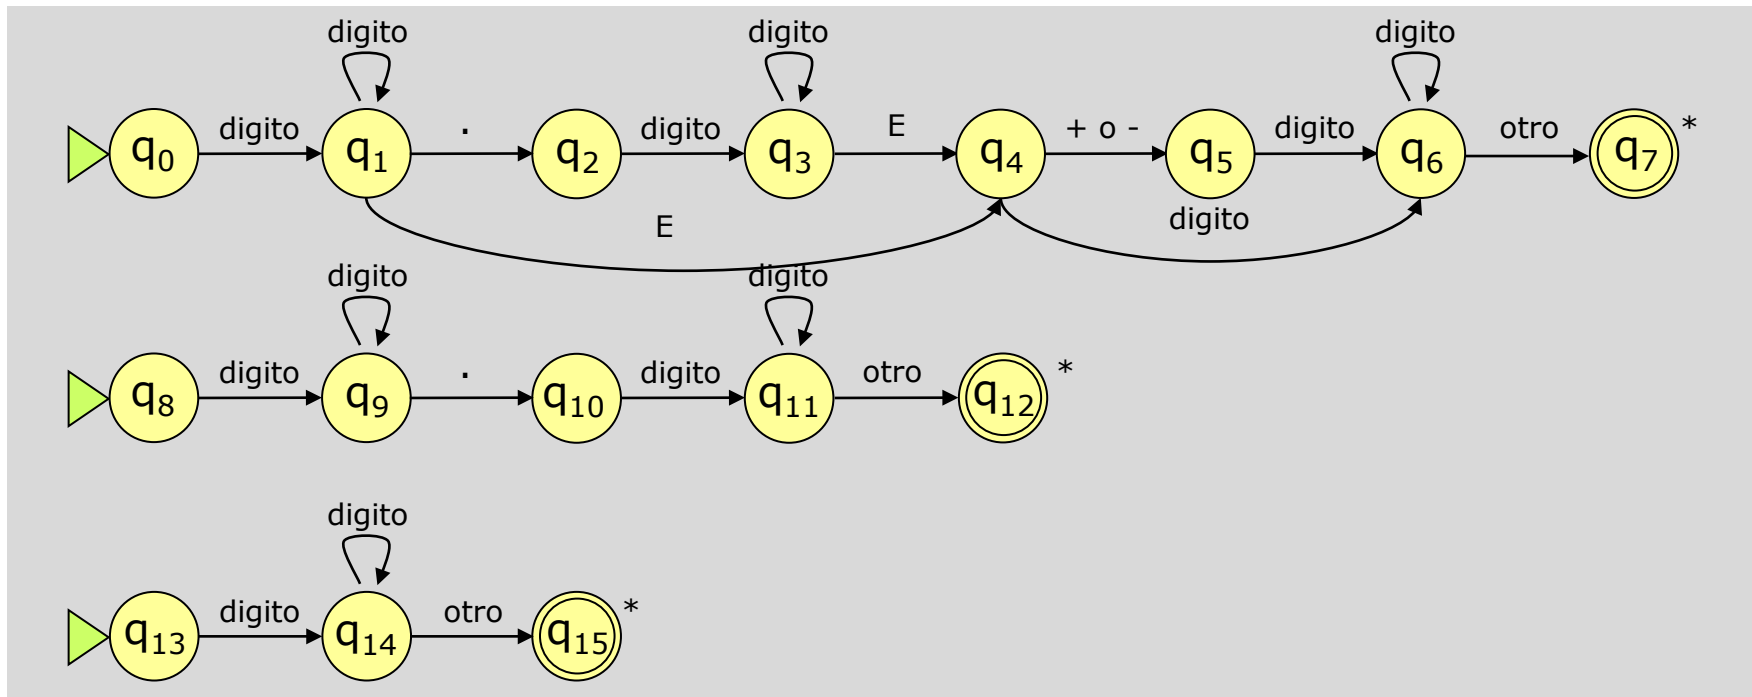 digito digito digito
q0 digito q1 . q2 digito q3 E q4 + o - q5 digito q6 otro q7 *
E digito
digito digito
q8 digito q9 . q10 digito q11 otro q12 *
digito
q13 digito q14 otro q15 *